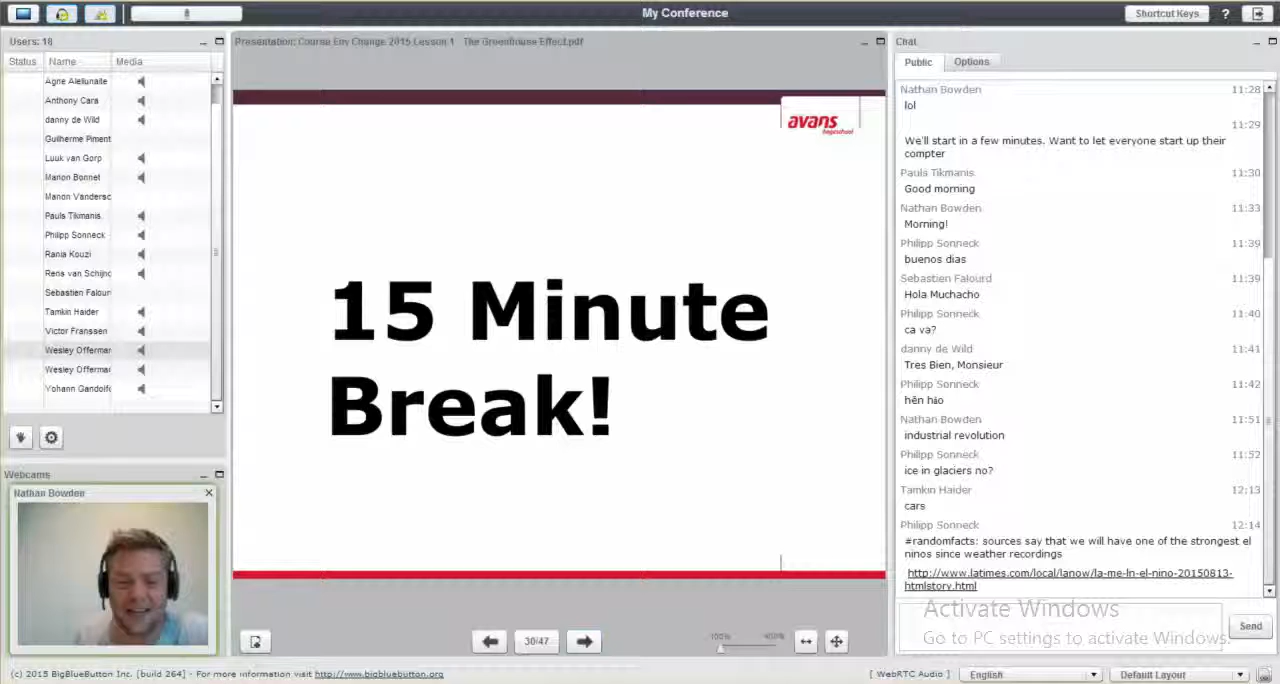 My Conference
Shortcut Keys
?
Users: 18
Status Name Media
Agne Aleliunaite
Anthony Cara
danny de Wild
Guilherme Piment
Luuk van Gorp
Manon Bonnet
Manon Vandersc
Pauls Tikmanis
Philipp Sonneck
Rania Kouzi
Rens van Schijnd
Sebastien Falour
Tamkin Haider
Victor Franssen
Wesley Offermar
Wesley Offermar
Yohann Gandolfo
Webcams
Nathan Bowden
Presentation: Course Env Change 2015 Lesson 1 The Greenhouse Effect.pdf
avans
hogeschool
15 Minute
Break!
30/47
100% 400%
Chat
Public Options
Nathan Bowden 11:28
lol
11:29
We'll start in a few minutes. Want to let everyone start up their
compter
Pauls Tikmanis 11:30
Good morning
Nathan Bowden 11:33
Morning!
Philipp Sonneck 11:39
buenos dias
Sebastien Falourd 11:39
Hola Muchacho
Philipp Sonneck 11:40
ca va?
danny de Wild 11:41
Tres Bien, Monsieur
Philipp Sonneck 11:42
hěn hǎo
Nathan Bowden 11:51
industrial revolution
Philipp Sonneck 11:52
ice in glaciers no?
Tamkin Haider 12:13
cars
Philipp Sonneck 12:14
#randomfacts: sources say that we will have one of the strongest el
ninos since weather recordings
http://www.latimes.com/local/lanow/la-me-ln-el-nino-20150813-
htmlstory.html
Activate Windows
Go to PC settings to activate Windows.
Send
(c) 2015 BigBlueButton Inc. [build 264] - For more information visit http://www.bigbluebutton.org
[ WebRTC Audio ] English Default Layout